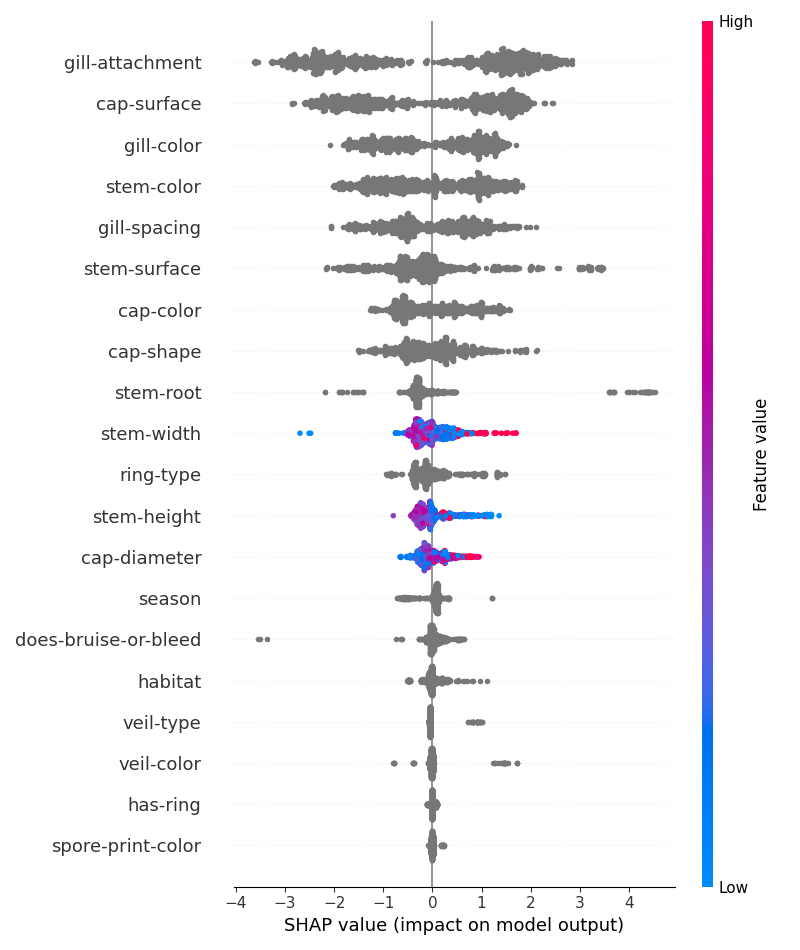 High
gill-attachment
cap-surface
gill-color
stem-color
gill-spacing
stem-surface
cap-color
cap-shape
stem-root
stem-width
ring-type
stem-height
cap-diameter
season
does-bruise-or-bleed
habitat
veil-type
veil-color
has-ring
spore-print-color
Feature value
Low
−4 −3 −2 −1 0 1 2 3 4
SHAP value (impact on model output)